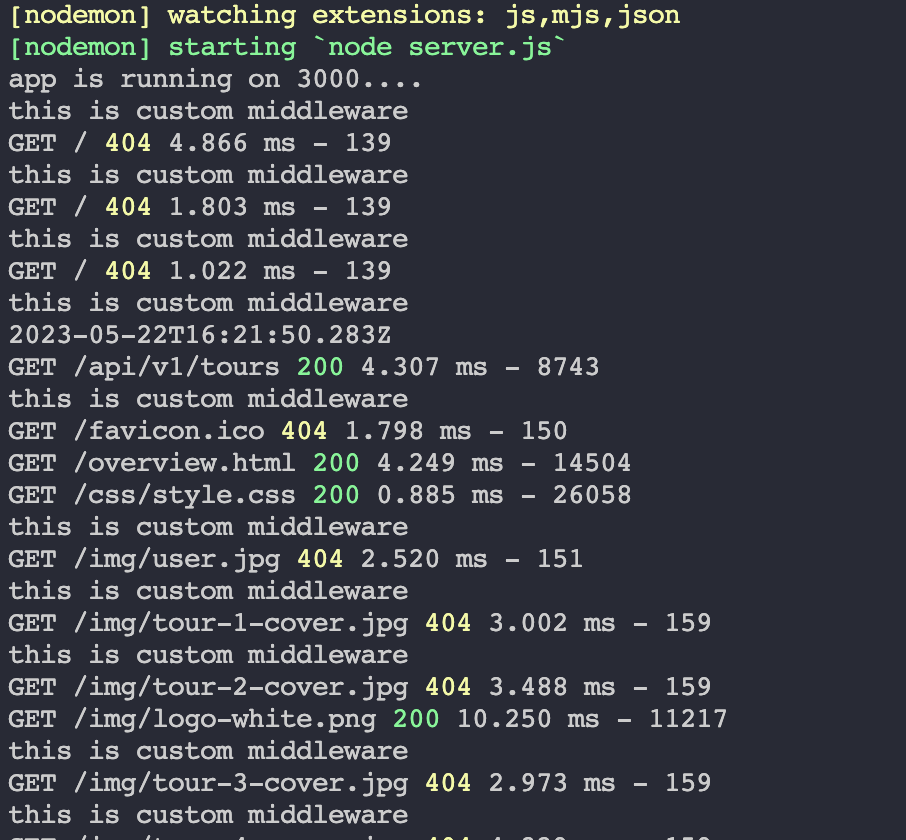 [nodemon] watching extensions: js,mjs,json
[nodemon] starting `node server.js`
app is running on 3000....
this is custom middleware
GET / 404 4.866 ms - 139
this is custom middleware
GET / 404 1.803 ms - 139
this is custom middleware
GET / 404 1.022 ms - 139
this is custom middleware
2023-05-22T16:21:50.283Z
GET /api/v1/tours 200 4.307 ms - 8743
this is custom middleware
GET /favicon.ico 404 1.798 ms - 150
GET /overview.html 200 4.249 ms - 14504
GET /css/style.css 200 0.885 ms - 26058
this is custom middleware
GET /img/user.jpg 404 2.520 ms - 151
this is custom middleware
GET /img/tour-1-cover.jpg 404 3.002 ms - 159
this is custom middleware
GET /img/tour-2-cover.jpg 404 3.488 ms - 159
GET /img/logo-white.png 200 10.250 ms - 11217
this is custom middleware
GET /img/tour-3-cover.jpg 404 2.973 ms - 159
this is custom middleware